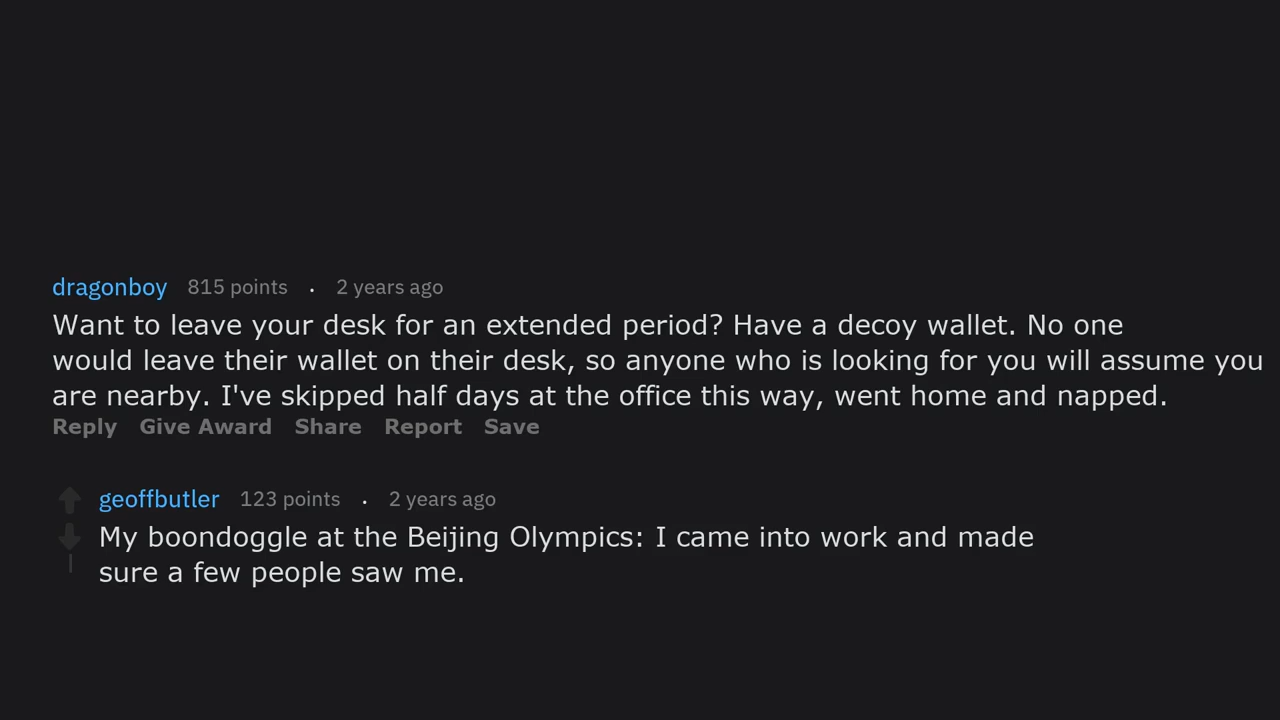 dragonboy 815 points . 2 years ago
Want to leave your desk for an extended period? Have a decoy wallet. No one
would leave their wallet on their desk, so anyone who is looking for you will assume you
are nearby. I've skipped half days at the office this way, went home and napped.
Reply Give Award Share Report Save
geoffbutler 123 points . 2 years ago
My boondoggle at the Beijing Olympics: I came into work and made
sure a few people saw me.